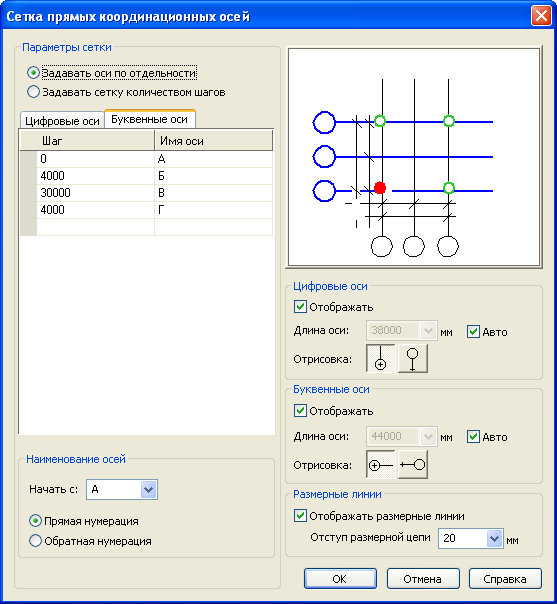 Сетка прямых координационных осей
Параметры сетки
Задавать оси по отдельности
Задавать сетку количеством шагов
Цифровые оси Буквенные оси
Шаг Имя оси
0 А
4000 Б
30000 В
4000 Г
Наименование осей
Начать с: А
Прямая нумерация
Обратная нумерация
Цифровые оси
Отображать
Длина оси: 38000 мм Авто
Отрисовка:
Буквенные оси
Отображать
Длина оси: 44000 мм Авто
Отрисовка:
Размерные линии
Отображать размерные линии
Отступ размерной цепи 20 мм
ОК Отмена Справка